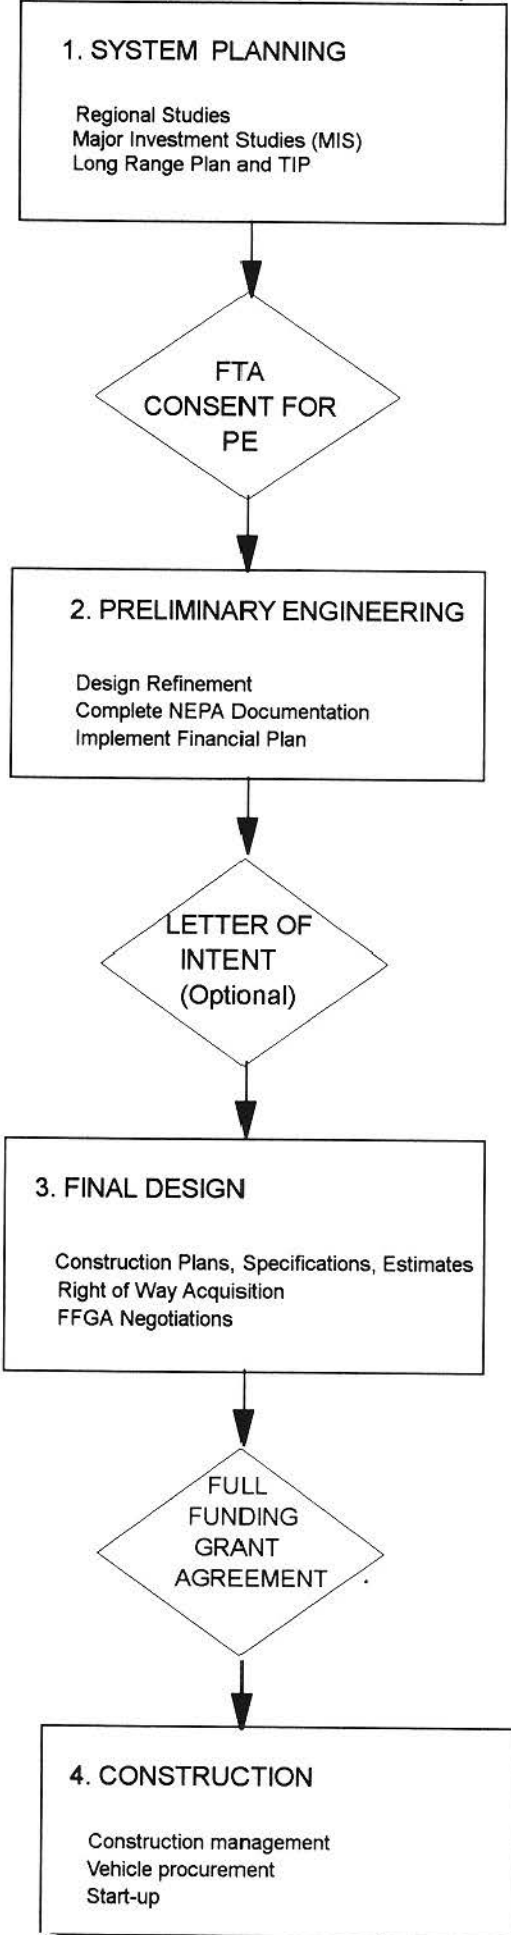 1. SYSTEM PLANNING
Regional Studies
Major Investment Studies (MIS)
Long Range Plan and TIP
FTA
CONSENT FOR
PE
2. PRELIMINARY ENGINEERING
Design Refinement
Complete NEPA Documentation
Implement Financial Plan
LETTER OF
INTENT
(Optional)
3. FINAL DESIGN
Construction Plans, Specifications, Estimates
Right of Way Acquisition
FFGA Negotiations
FULL
FUNDING
GRANT
AGREEMENT
4. CONSTRUCTION
Construction management
Vehicle procurement
Start-up